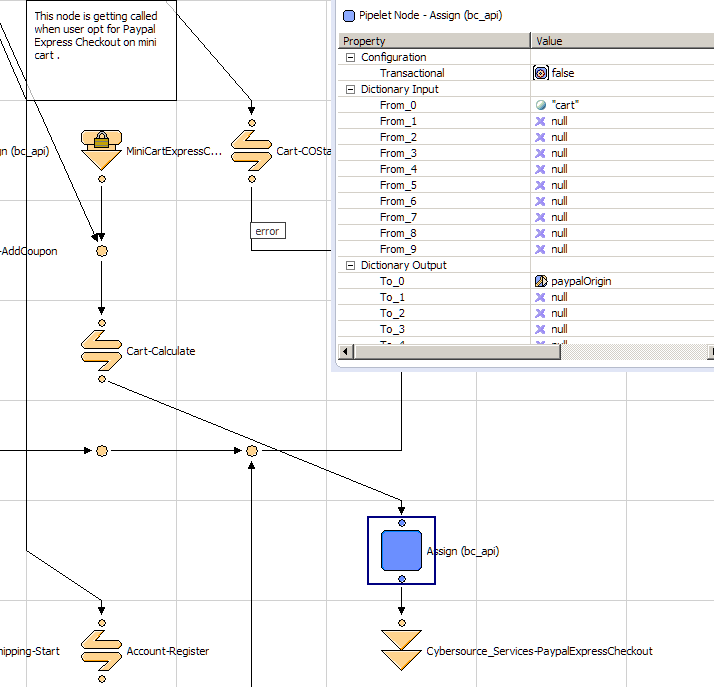 This node is getting called
when user opt for Paypal
Express Checkout on mini
cart .
gn (bc_api)
MiniCartExpressC...
Cart-COSta
error
-AddCoupon
Cart-Calculate
Assign (bc_api)
hipping-Start
Account-Register
Cybersource_Services-PaypalExpressCheckout
Pipelet Node - Assign (bc_api)
Property Value
Configuration
Transactional false
Dictionary Input
From_0 "cart"
From_1 null
From_2 null
From_3 null
From_4 null
From_5 null
From_6 null
From_7 null
From_8 null
From_9 null
Dictionary Output
To_0 paypalOrigin
To_1 null
To_2 null
To_3 null